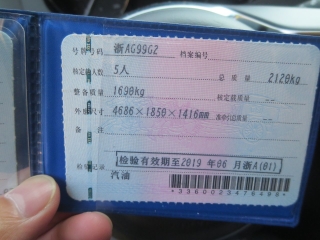 号牌号码 浙AG99G2 档案编号
核定载人数 5人 总质量 2120kg
整备质量 1690kg 核定载质量 --
外廓尺寸 4686×1850×1416mm 准牵引总质量 --
备注
检验记录 检验有效期至2019年06月浙A(01)
汽油